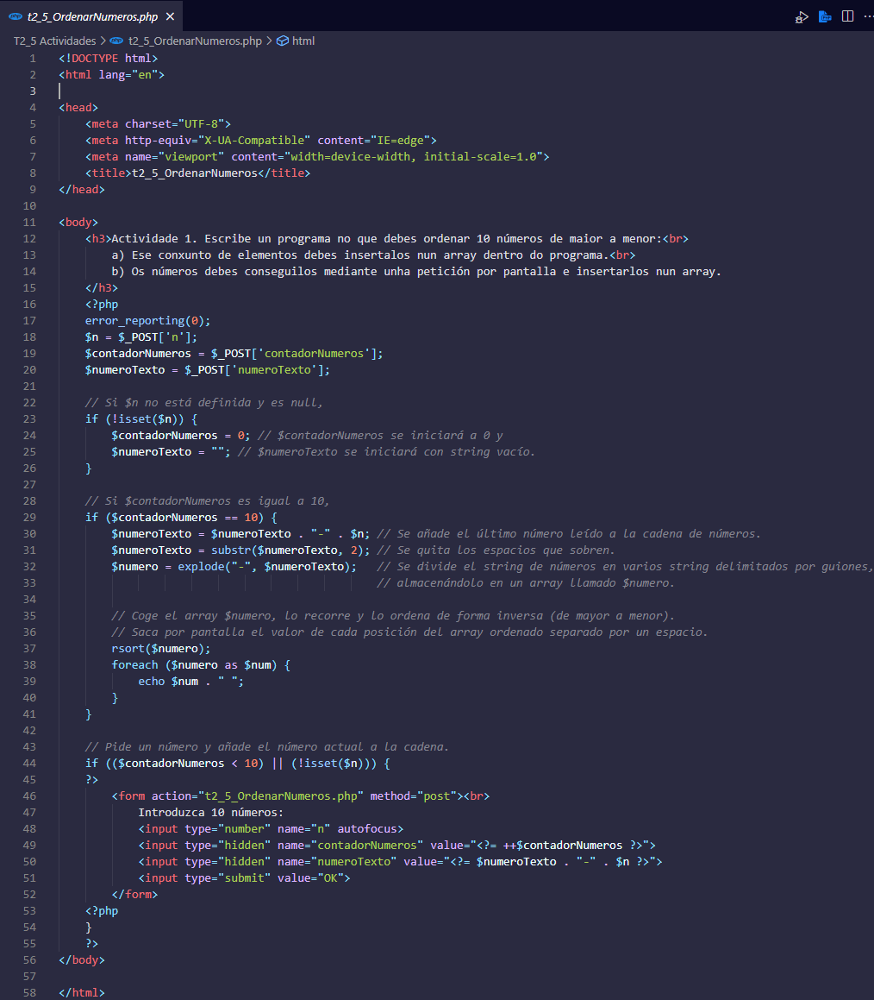 php t2_5_OrdenarNumeros.php ×
T2_5 Actividades > php t2_5_OrdenarNumeros.php > html
1 <!DOCTYPE html>
2 <html lang="en">
3
4 <head>
5     <meta charset="UTF-8">
6     <meta http-equiv="X-UA-Compatible" content="IE=edge">
7     <meta name="viewport" content="width=device-width, initial-scale=1.0">
8     <title>t2_5_OrdenarNumeros</title>
9 </head>
10
11 <body>
12     <h3>Actividade 1. Escribe un programa no que debes ordenar 10 números de maior a menor:<br>
13         a) Ese conxunto de elementos debes insertalos nun array dentro do programa.<br>
14         b) Os números debes conseguilos mediante unha petición por pantalla e insertarlos nun array.
15     </h3>
16     <?php
17     error_reporting(0);
18     $n = $_POST['n'];
19     $contadorNumeros = $_POST['contadorNumeros'];
20     $numeroTexto = $_POST['numeroTexto'];
21
22     // Si $n no está definida y es null,
23     if (!isset($n)) {
24         $contadorNumeros = 0; // $contadorNumeros se iniciará a 0 y
25         $numeroTexto = ""; // $numeroTexto se iniciará con string vacío.
26     }
27
28     // Si $contadorNumeros es igual a 10,
29     if ($contadorNumeros == 10) {
30         $numeroTexto = $numeroTexto . "-" . $n; // Se añade el último número leído a la cadena de números.
31         $numeroTexto = substr($numeroTexto, 2); // Se quita los espacios que sobren.
32         $numero = explode("-", $numeroTexto);   // Se divide el string de números en varios string delimitados por guiones,
33                                                 // almacenándolo en un array llamado $numero.
34
35         // Coge el array $numero, lo recorre y lo ordena de forma inversa (de mayor a menor).
36         // Saca por pantalla el valor de cada posición del array ordenado separado por un espacio.
37         rsort($numero);
38         foreach ($numero as $num) {
39             echo $num . " ";
40         }
41     }
42
43     // Pide un número y añade el número actual a la cadena.
44     if (($contadorNumeros < 10) || (!isset($n))) {
45     ?>
46         <form action="t2_5_OrdenarNumeros.php" method="post"><br>
47             Introduzca 10 números:
48             <input type="number" name="n" autofocus>
49             <input type="hidden" name="contadorNumeros" value="<?= ++$contadorNumeros ?>">
50             <input type="hidden" name="numeroTexto" value="<?= $numeroTexto . "-" . $n ?>">
51             <input type="submit" value="OK">
52         </form>
53     <?php
54     }
55     ?>
56 </body>
57
58 </html>